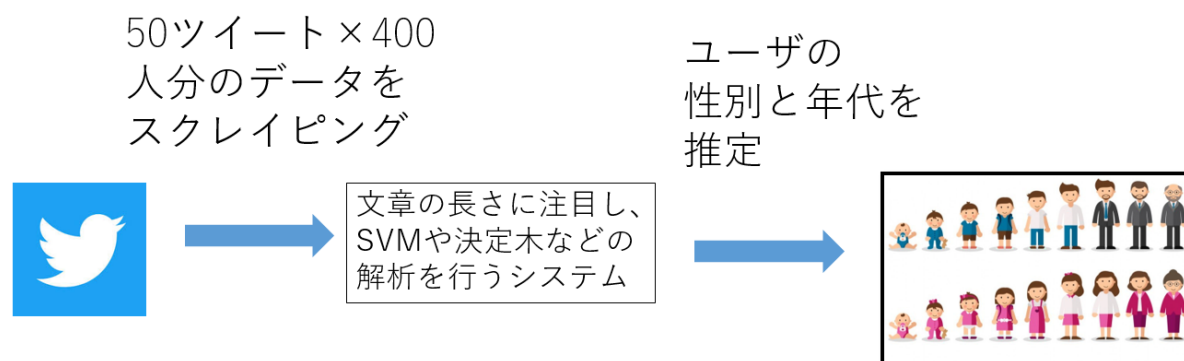 50ツイート×400
人分のデータを
スクレイピング
ユーザの
性別と年代を
推定
文章の長さに注目し、
SVMや決定木などの
解析を行うシステム